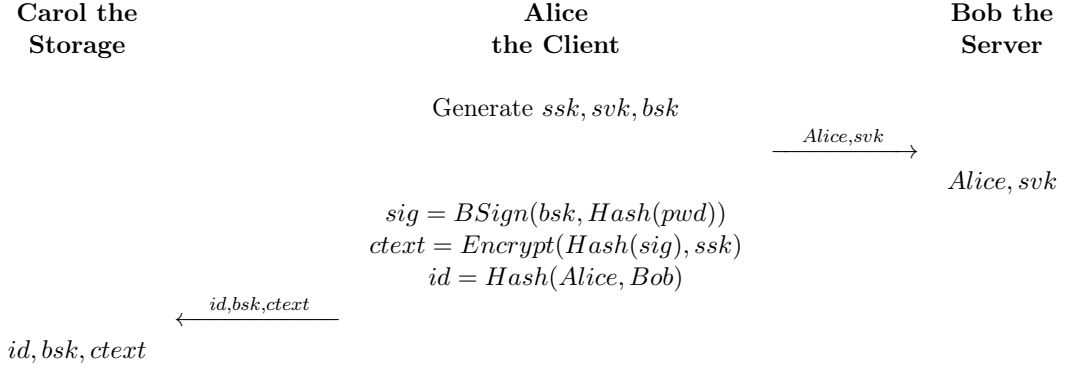 Carol the Alice Bob the
Storage the Client Server
Generate ssk, svk, bsk
Alice,svk
Alice, svk
sig = BSign(bsk, Hash(pwd))
ctext = Encrypt(Hash(sig), ssk)
id = Hash(Alice, Bob)
id,bsk,ctext
id, bsk, ctext